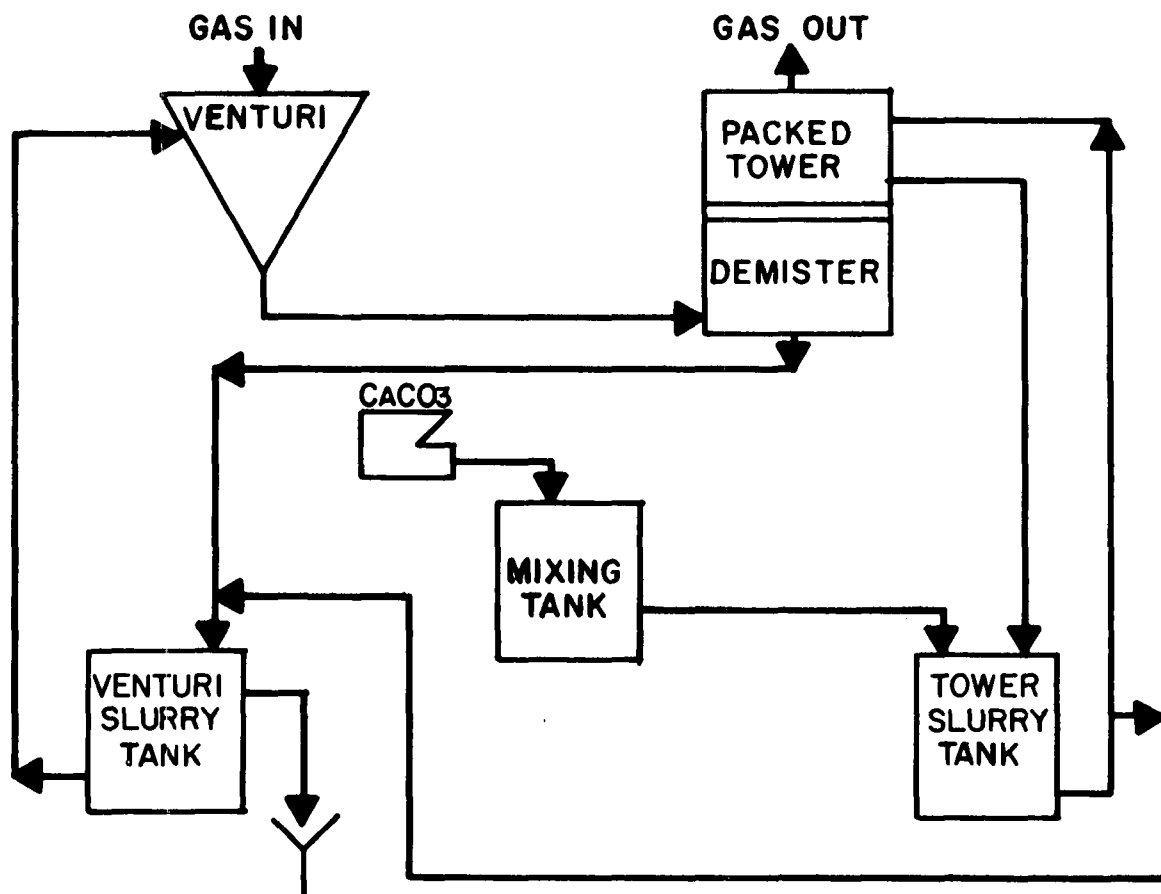 GAS IN
GAS OUT
VENTURI
PACKED
TOWER
DEMISTER
CACO3
MIXING
TANK
VENTURI
SLURRY
TANK
TOWER
SLURRY
TANK